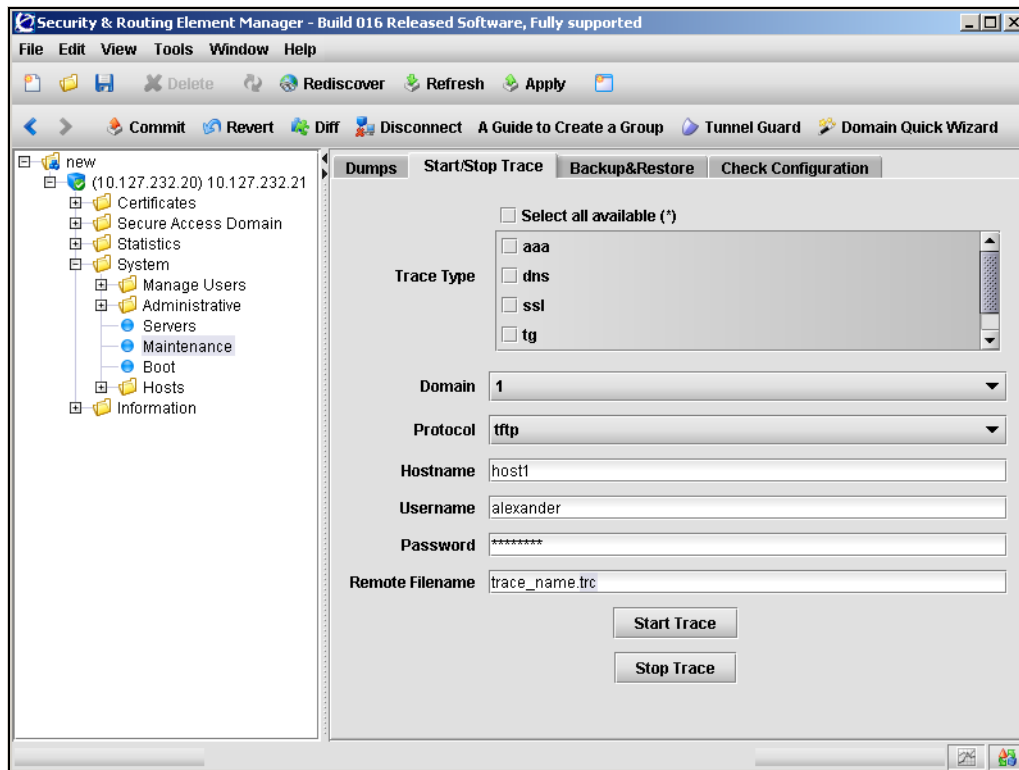 Security & Routing Element Manager - Build 016 Released Software, Fully supported
File Edit View Tools Window Help
Delete Rediscover Refresh Apply
Commit Revert Diff Disconnect A Guide to Create a Group Tunnel Guard Domain Quick Wizard
new
(10.127.232.20) 10.127.232.21
Certificates
Secure Access Domain
Statistics
System
Manage Users
Administrative
Servers
Maintenance
Boot
Hosts
Information
Dumps Start/Stop Trace Backup&Restore Check Configuration
Select all available (*)
Trace Type
aaa
dns
ssl
tg
Domain 1
Protocol tftp
Hostname host1
Username alexander
Password ********
Remote Filename trace_name.trc
Start Trace
Stop Trace